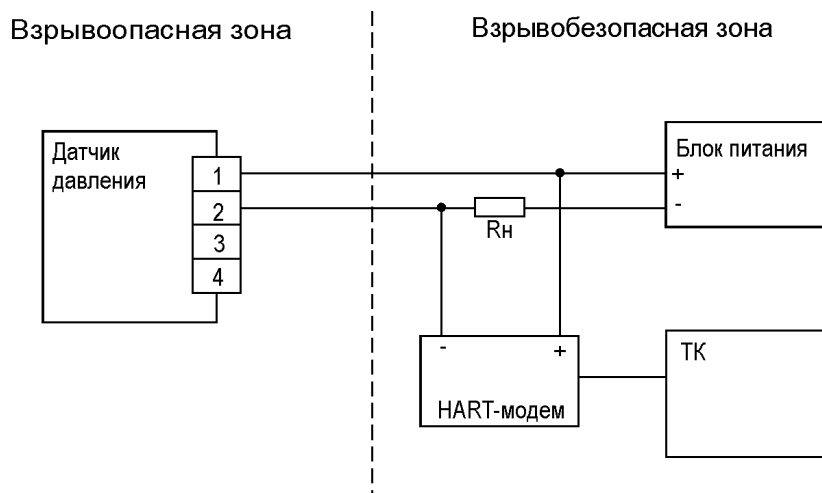 Взрывоопасная зона
Взрывобезопасная зона
Датчик
давления
1
2
3
4
Блок питания
+
-
Rн
-
+
HART-модем
ТК